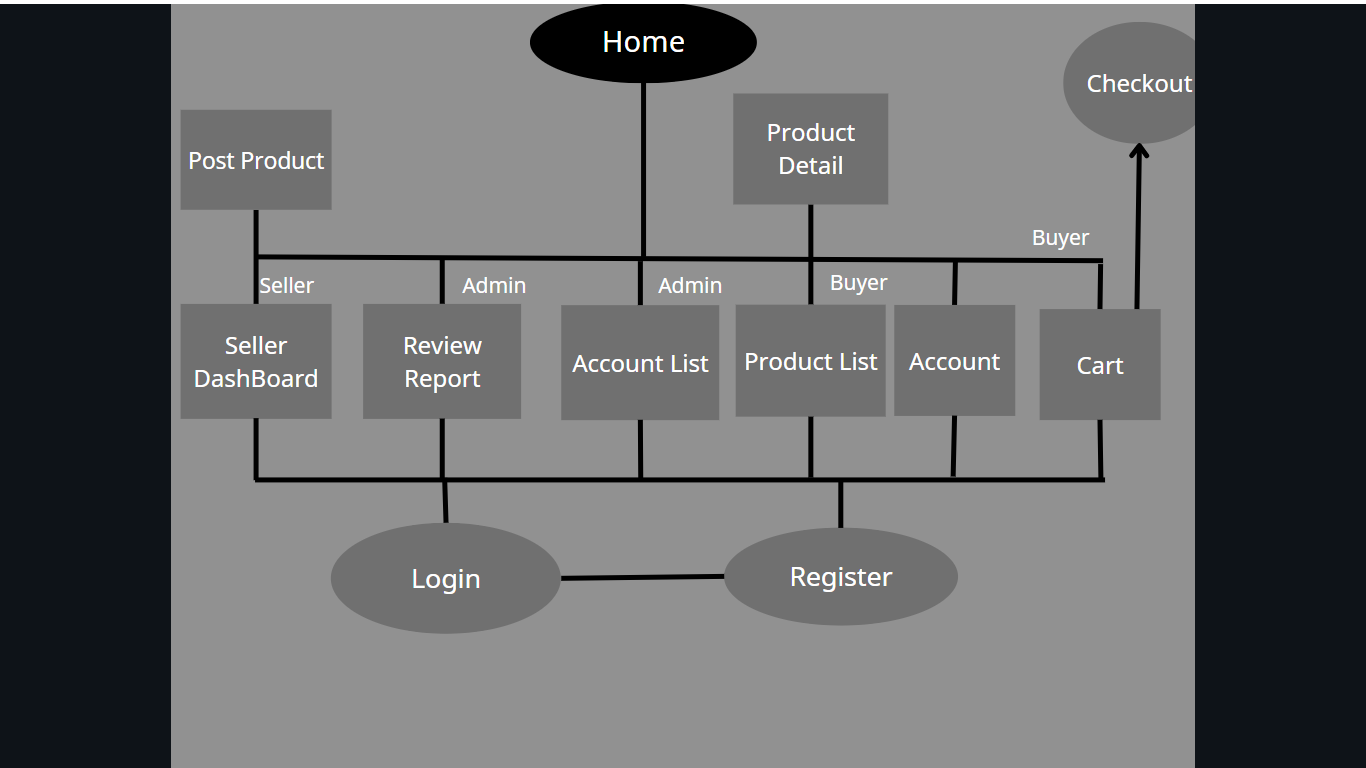 Home
Checkout
Post Product
Product
Detail
Buyer
Seller
Admin
Admin
Buyer
Seller
DashBoard
Review
Report
Account List
Product List
Account
Cart
Login
Register